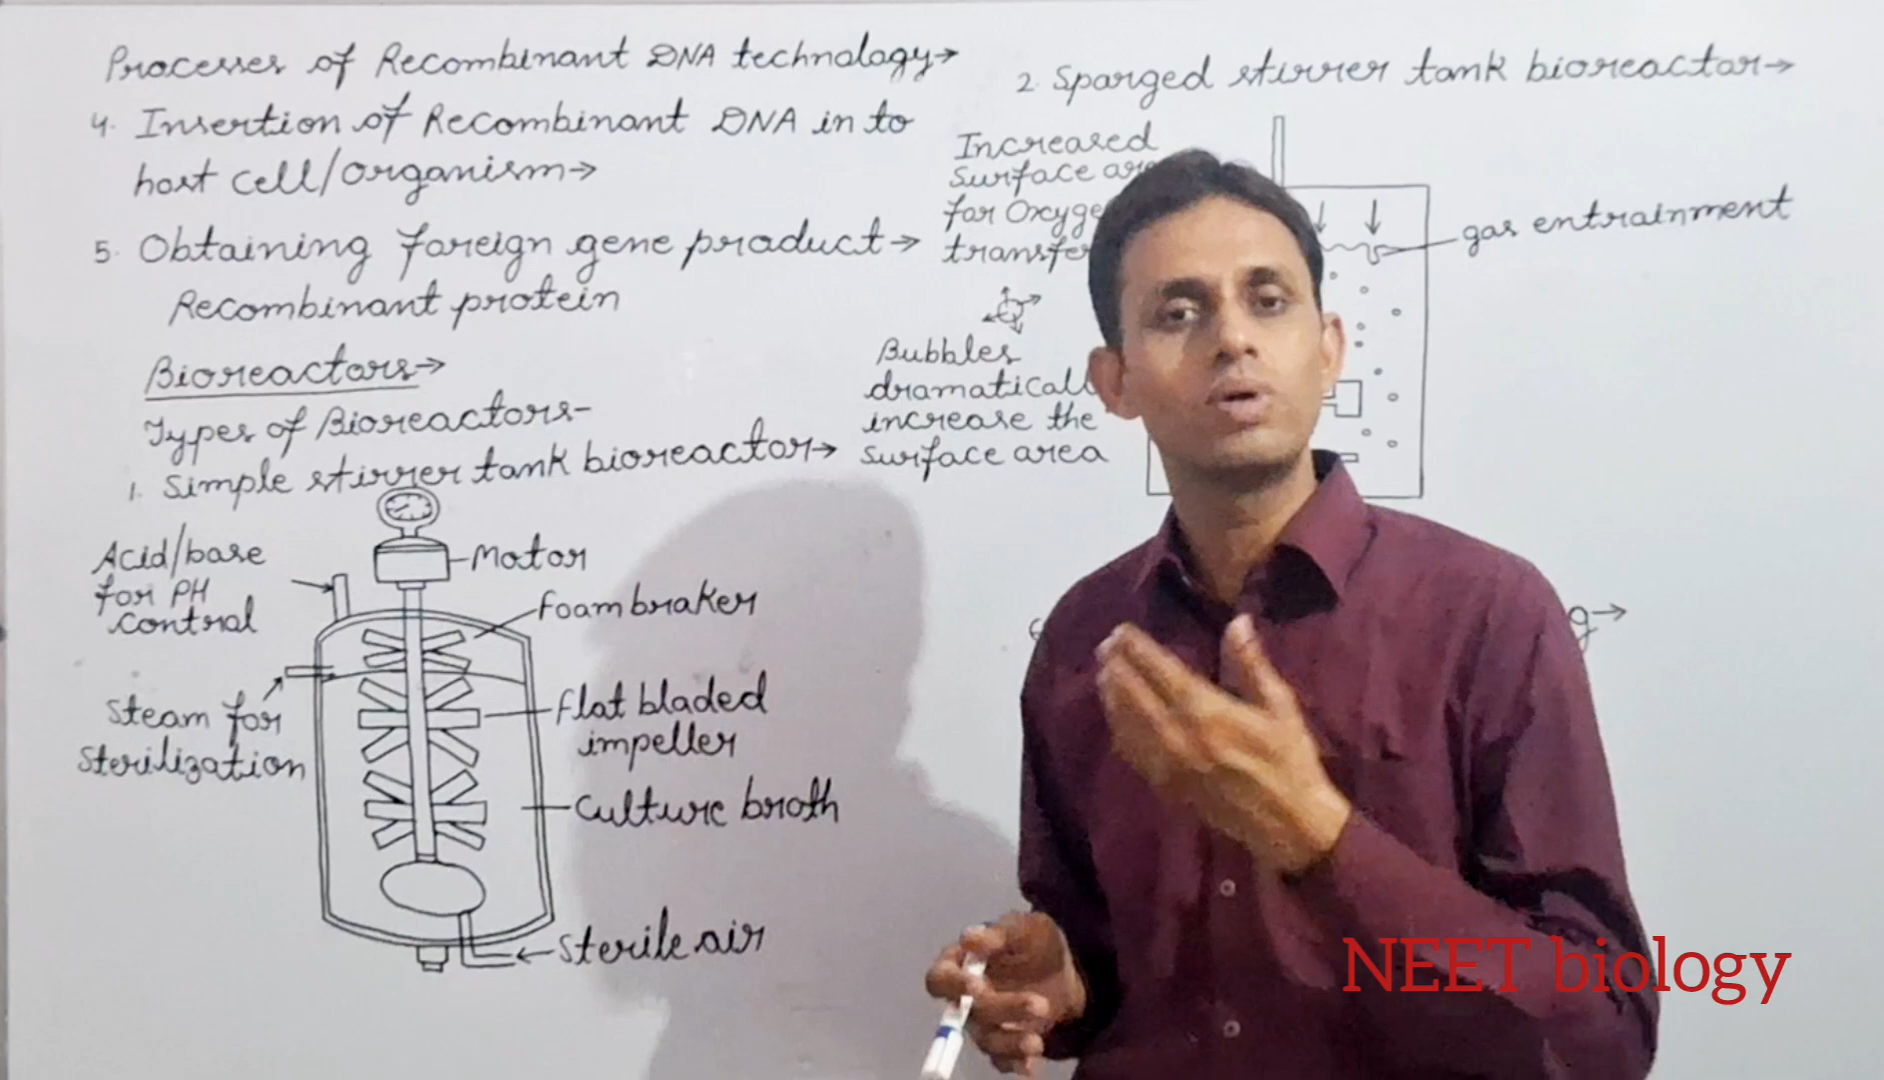 Processes of Recombinant DNA technology→
4. Insertion of Recombinant DNA in to
host cell/organism→
5. Obtaining foreign gene product→
Recombinant protein
Bioreactors→
Types of Bioreactors-
1. Simple stirrer tank bioreactor→
Acid/base
for PH
control
Motor
Foam braker
Steam for
Sterilization
Flat bladed
impeller
Culture broth
Sterile air
2. Sparged stirrer tank bioreactor→
Increased
surface
for
transfer
gas entrainment
Bubbles
increase the
surface area
NEET biology